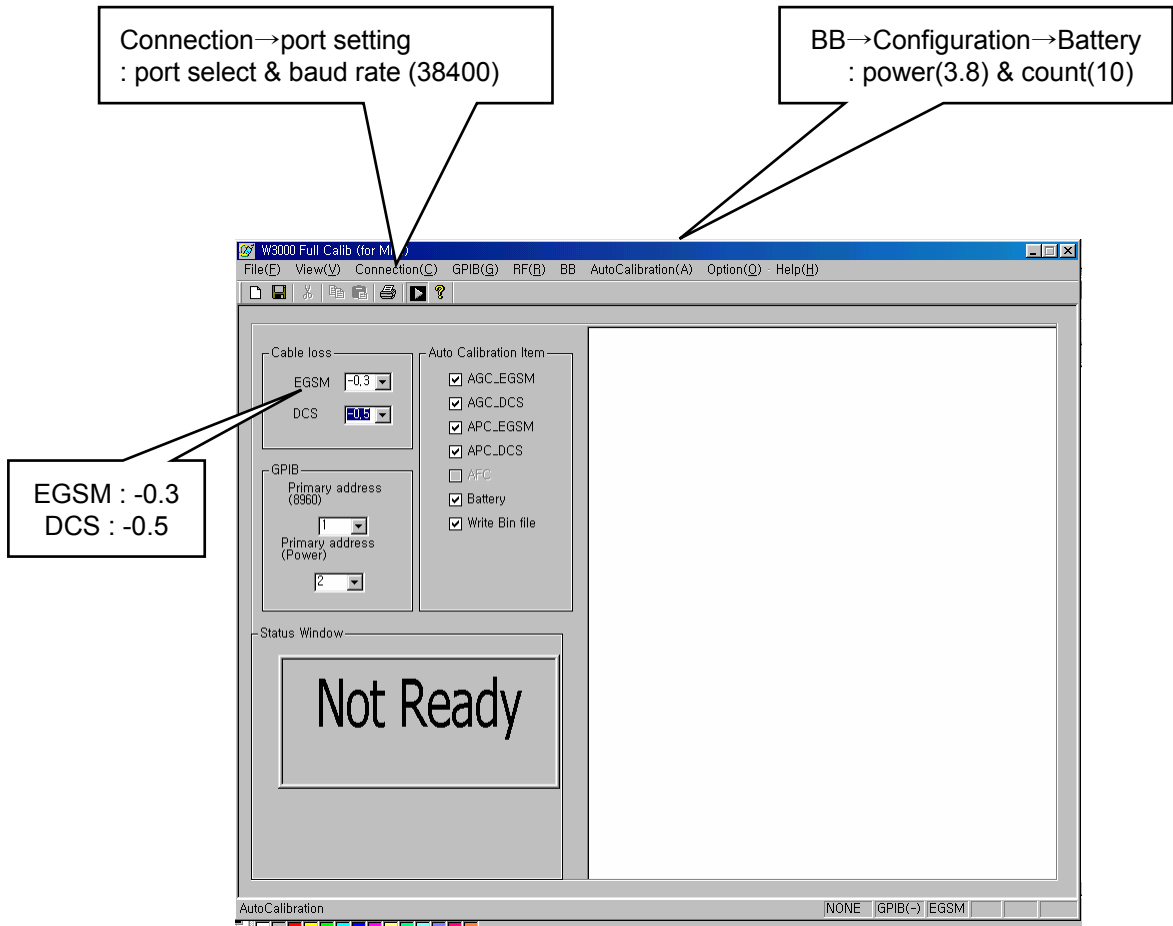 Connection→port setting
: port select & baud rate (38400)
BB→Configuration→Battery
: power(3.8) & count(10)
W3000 Full Calib (for M
File(F) View(V) Connection(C) GPIB(G) RF(R) BB AutoCalibration(A) Option(O) - Help(H)
Cable loss
EGSM -0.3
DCS -0.5
Auto Calibration Item
AGC_EGSM
AGC_DCS
APC_EGSM
APC_DCS
AFC
Battery
Write Bin file
EGSM : -0.3
DCS : -0.5
GPIB
Primary address
(8960)
1
Primary address
(Power)
2
Status Window
Not Ready
AutoCalibration NONE GPIB(-) EGSM